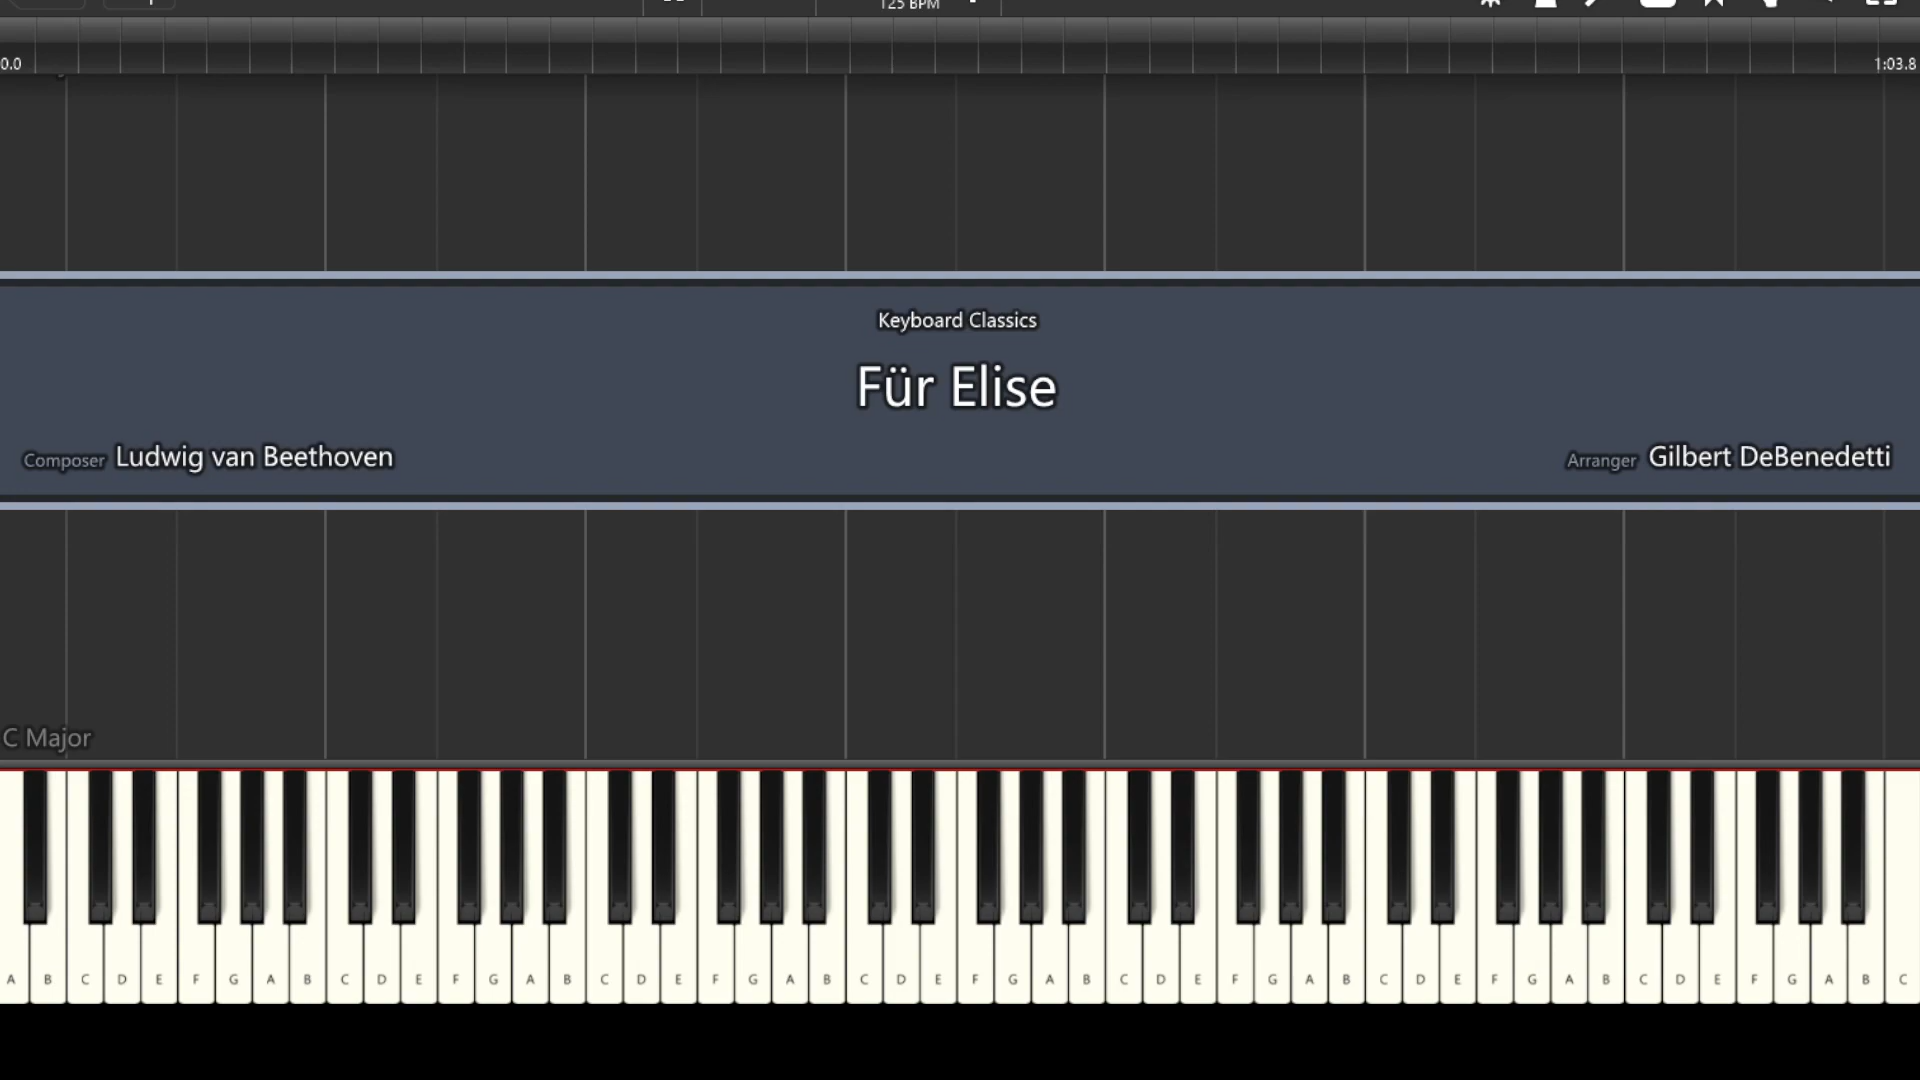 125 BPM
0.0
1:03.8
Keyboard Classics
Für Elise
Composer Ludwig van Beethoven
Arranger Gilbert DeBenedetti
C Major
A B C D E F G A B C D E F G A B C D E F G A B C D E F G A B C D E F G A B C D E F G A B C D E F G A B C